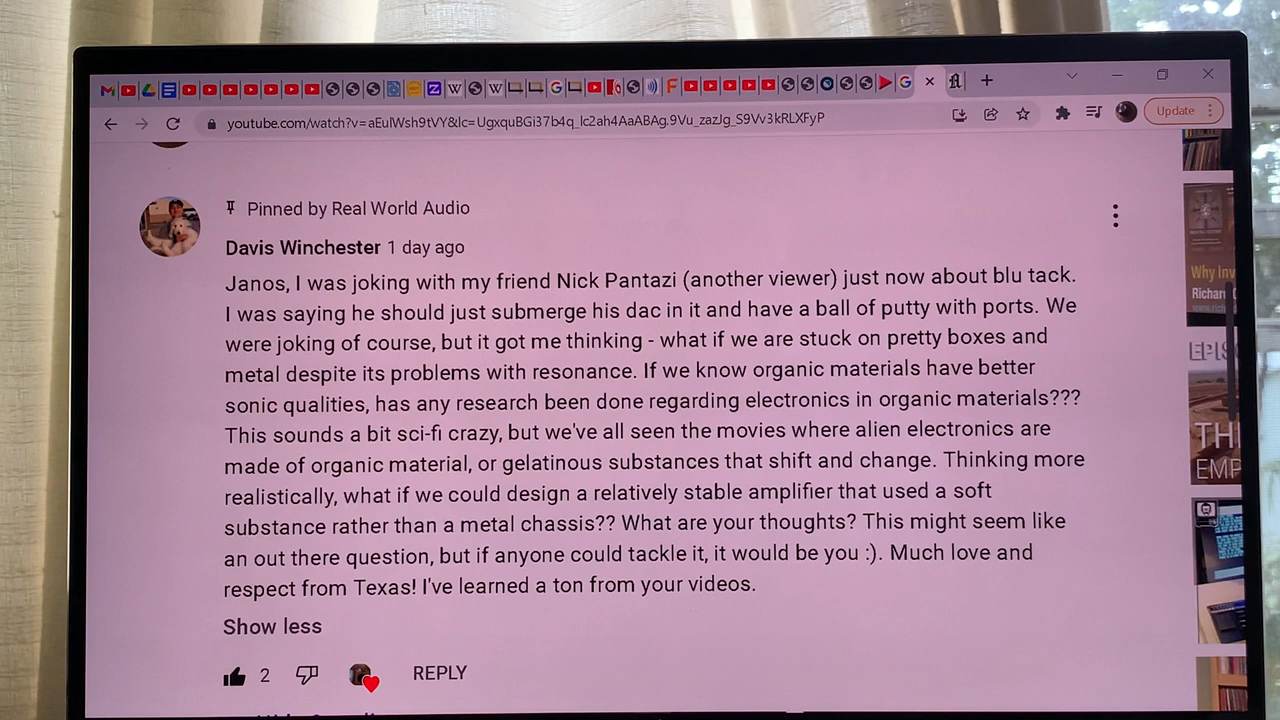 youtube.com/watch?v=aEuIWsh9tVY&lc=UgxquBGi37b4q_lc2ah4AaABAg.9Vu_zazJg_S9Vv3kRLXFyP
Update
Pinned by Real World Audio
Davis Winchester 1 day ago
Janos, I was joking with my friend Nick Pantazi (another viewer) just now about blu tack.
I was saying he should just submerge his dac in it and have a ball of putty with ports. We
were joking of course, but it got me thinking - what if we are stuck on pretty boxes and
metal despite its problems with resonance. If we know organic materials have better
sonic qualities, has any research been done regarding electronics in organic materials???
This sounds a bit sci-fi crazy, but we've all seen the movies where alien electronics are
made of organic material, or gelatinous substances that shift and change. Thinking more
realistically, what if we could design a relatively stable amplifier that used a soft
substance rather than a metal chassis?? What are your thoughts? This might seem like
an out there question, but if anyone could tackle it, it would be you :). Much love and
respect from Texas! I've learned a ton from your videos.
Show less
2
REPLY
Why Inv
Richard
EPIS
THI
EMP